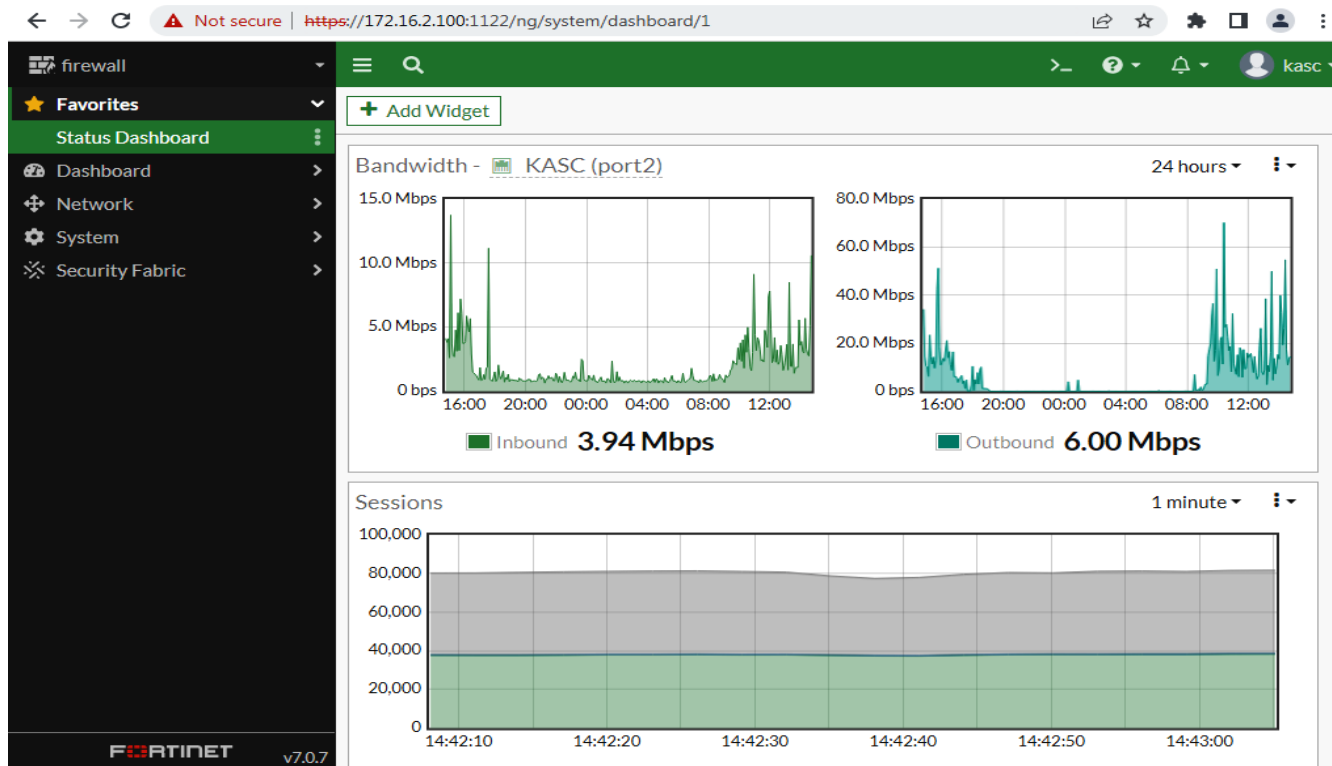 Not secure | https://172.16.2.100:1122/ng/system/dashboard/1
firewall
kasc
Favorites
Status Dashboard
Dashboard
Network
System
Security Fabric
FORTINET
v7.0.7
+ Add Widget
Bandwidth - KASC (port2)
24 hours
15.0 Mbps
10.0 Mbps
5.0 Mbps
0 bps
16:00 20:00 00:00 04:00 08:00 12:00
Inbound 3.94 Mbps
80.0 Mbps
60.0 Mbps
40.0 Mbps
20.0 Mbps
0 bps
16:00 20:00 00:00 04:00 08:00 12:00
Outbound 6.00 Mbps
Sessions
1 minute
100,000
80,000
60,000
40,000
20,000
0
14:42:10 14:42:20 14:42:30 14:42:40 14:42:50 14:43:00